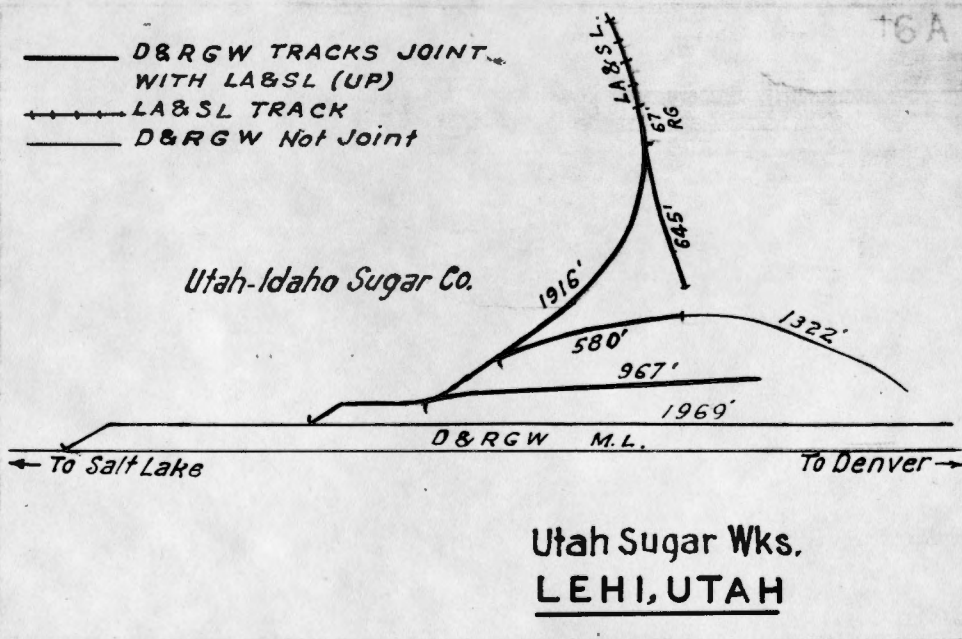 D&RGW TRACKS JOINT
WITH LA&SL (UP)
LA&SL TRACK
D&RGW Not Joint
LA&SL.
67'
RG
645'
Utah-Idaho Sugar Co.
1916'
580'
1322'
967'
1969'
D&RGW M.L.
← To Salt Lake
To Denver →
Utah Sugar Wks.
LEHI, UTAH